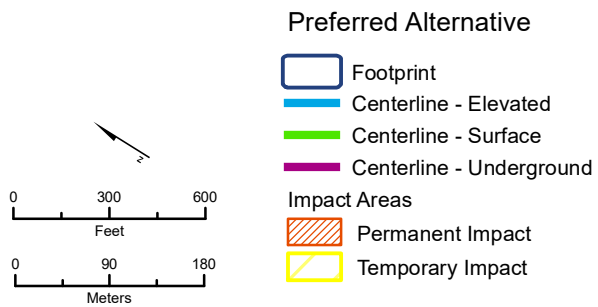 Preferred Alternative
Footprint
Centerline - Elevated
Centerline - Surface
Centerline - Underground
Impact Areas
Permanent Impact
Temporary Impact
N
0 300 600
Feet
0 90 180
Meters